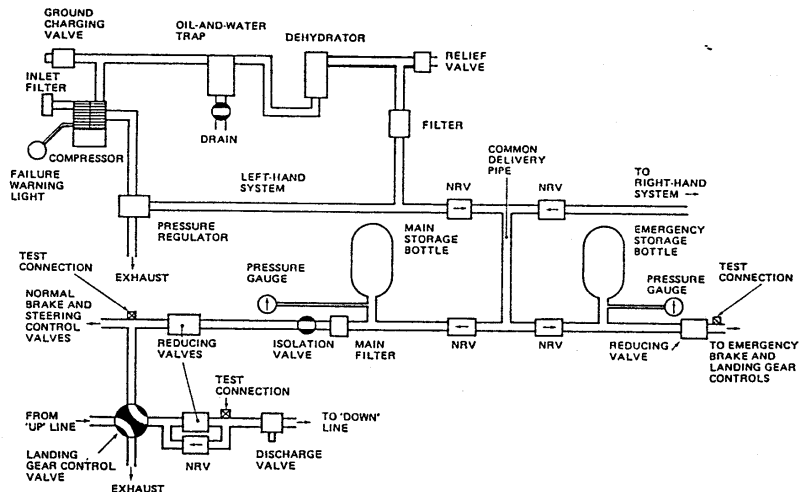 GROUND
CHARGING
VALVE
OIL-AND-WATER
TRAP
DEHYDRATOR
RELIEF
VALVE
INLET
FILTER
DRAIN
FILTER
COMPRESSOR
FAILURE
WARNING
LIGHT
LEFT-HAND
SYSTEM
COMMON
DELIVERY
PIPE
NRV
NRV
TO
RIGHT-HAND
SYSTEM
PRESSURE
REGULATOR
MAIN
STORAGE
BOTTLE
EMERGENCY
STORAGE
BOTTLE
EXHAUST
TEST
CONNECTION
PRESSURE
GAUGE
PRESSURE
GAUGE
TEST
CONNECTION
NORMAL
BRAKE AND
STEERING
CONTROL
VALVES
REDUCING
VALVES
ISOLATION
VALVE
MAIN
FILTER
NRV
NRV
REDUCING
VALVE
TO EMERGENCY
BRAKE AND
LANDING GEAR
CONTROLS
TEST
CONNECTION
FROM
'UP' LINE
TO 'DOWN'
LINE
LANDING
GEAR CONTROL
VALVE
NRV
DISCHARGE
VALVE
EXHAUST